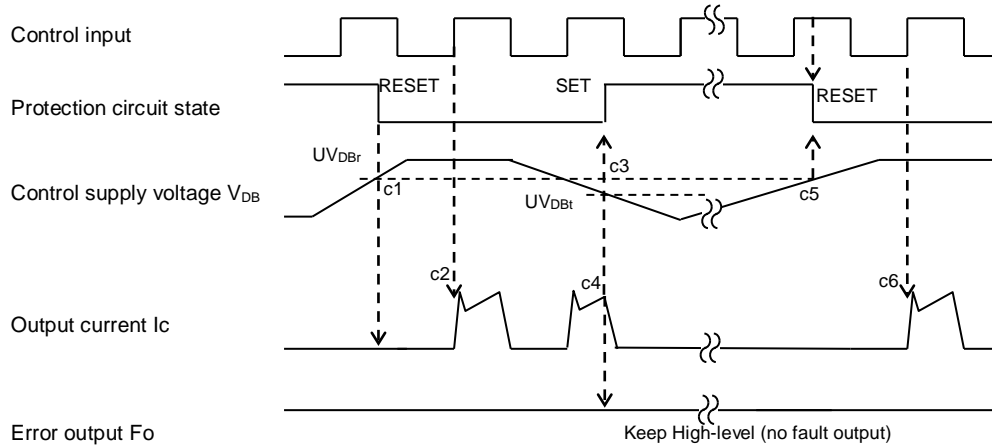 Control input
RESET
SET
RESET
Protection circuit state
UVDBr
c1
c3
Control supply voltage VDB
UVDBt
c5
c2
c4
c6
Output current Ic
Error output Fo
Keep High-level (no fault output)